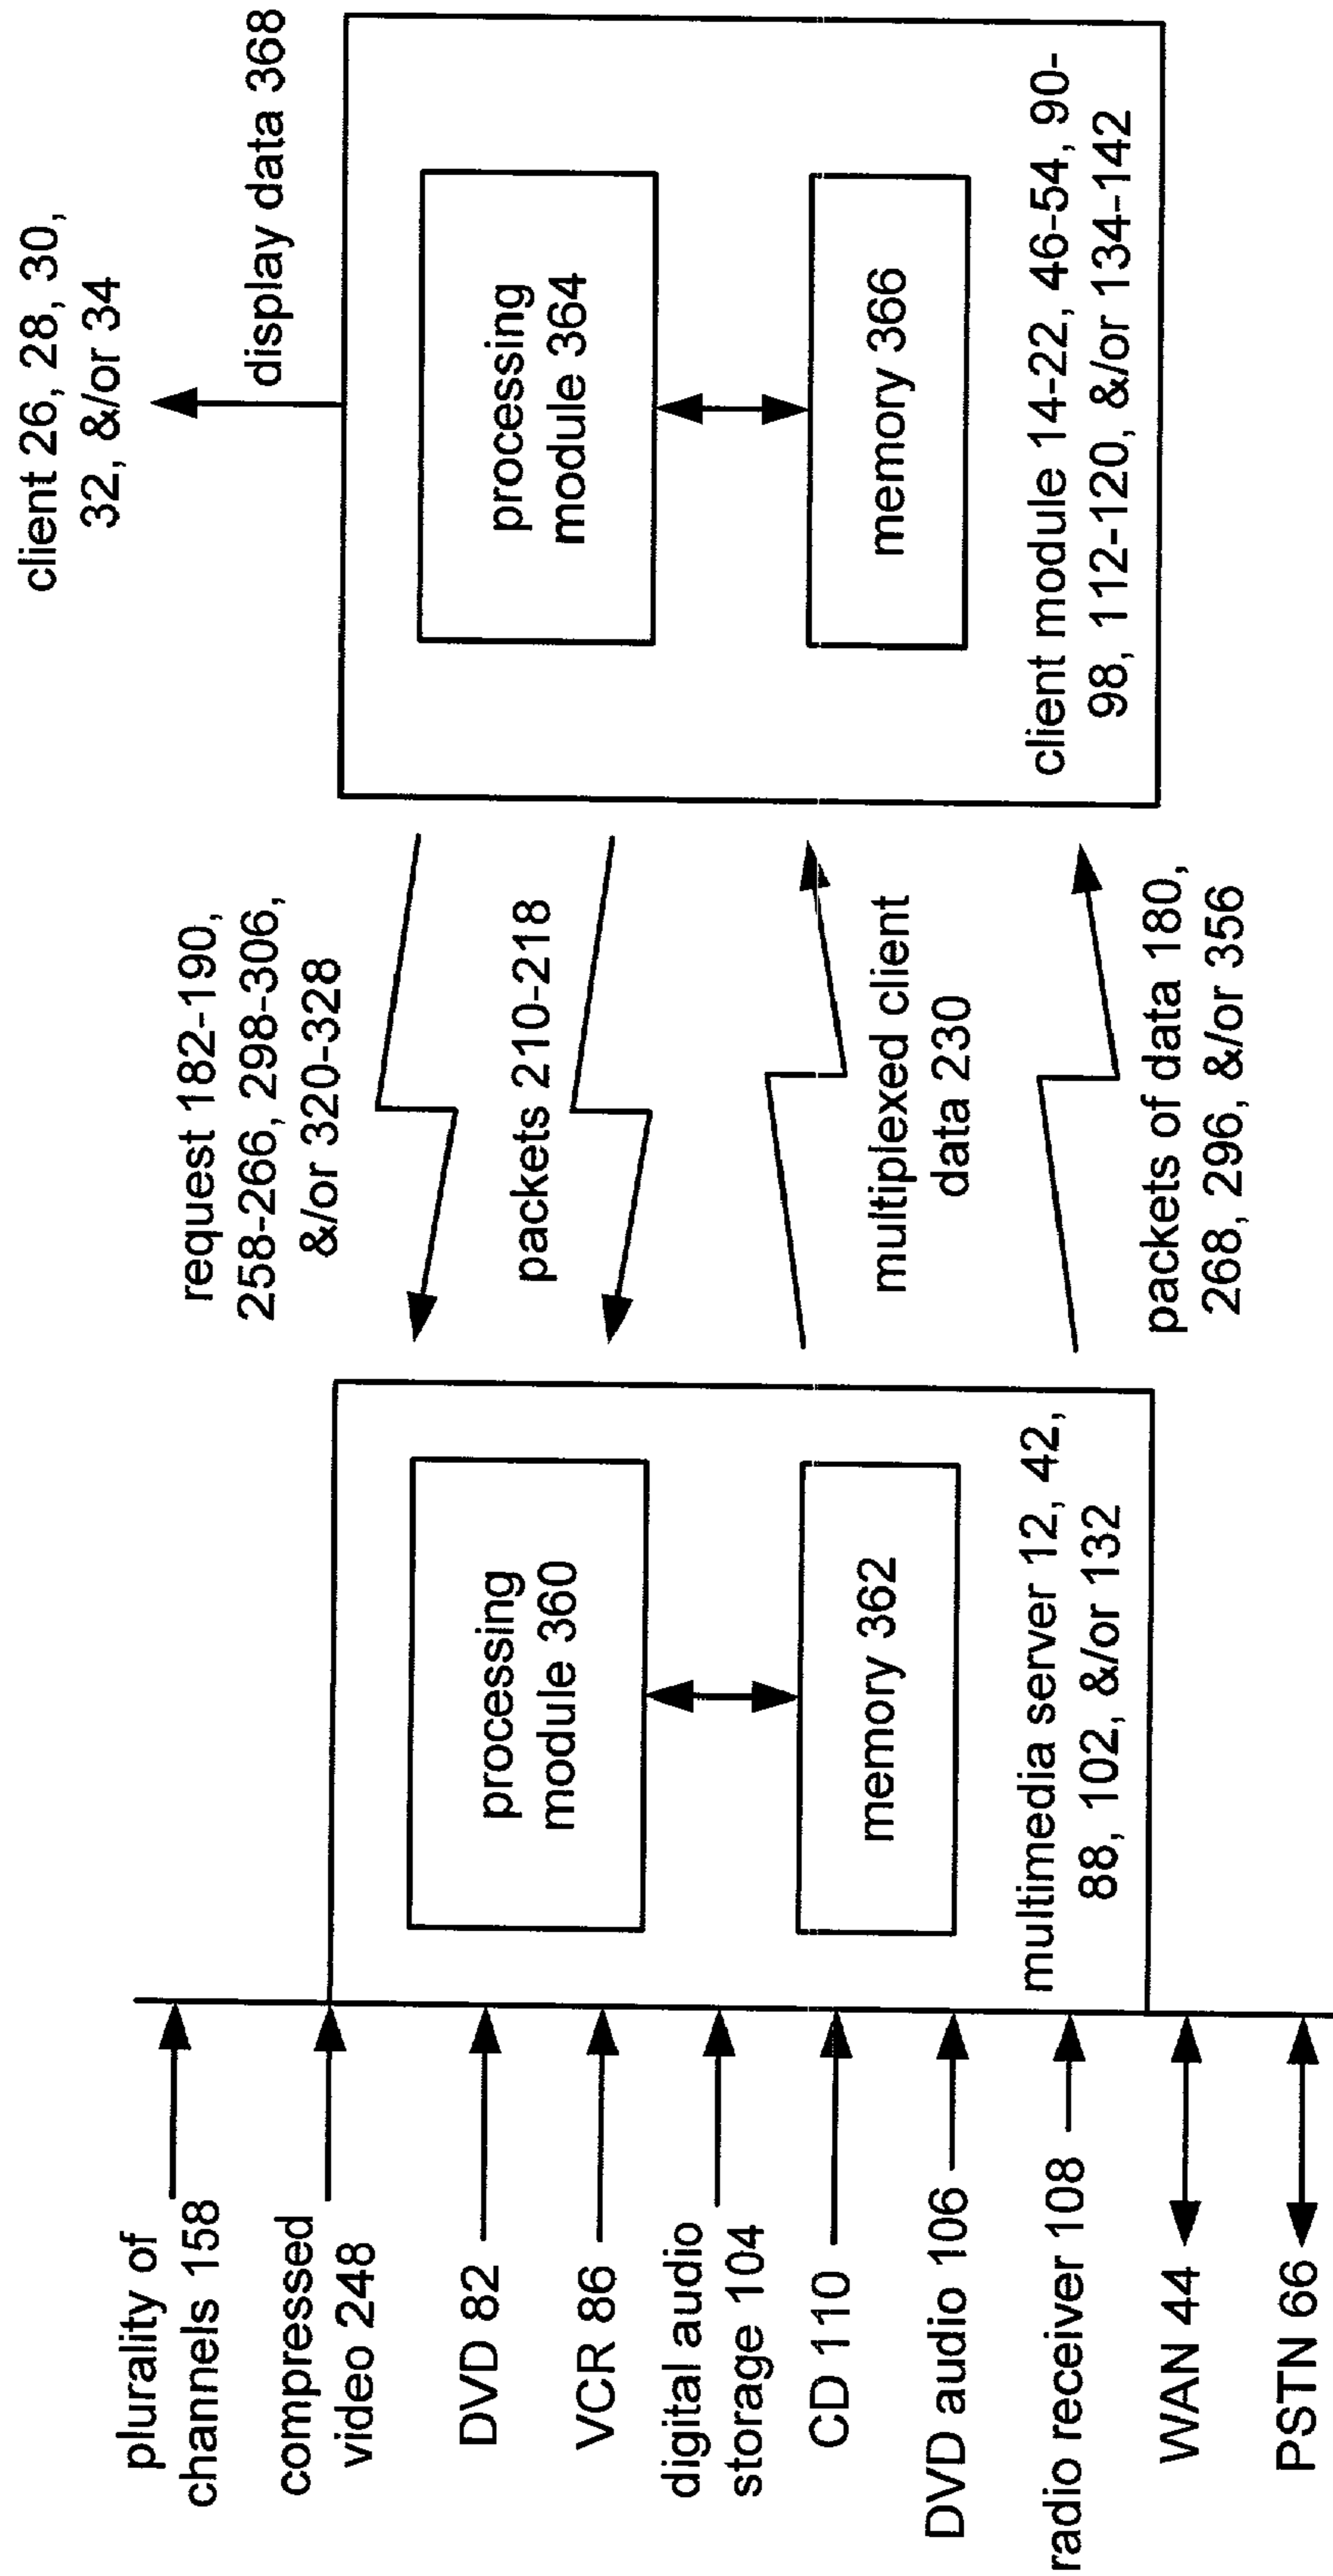 plurality of
channels 158
compressed
video 248
DVD 82
VCR 86
digital audio
storage 104
CD 110
DVD audio 106
radio receiver 108
WAN 44
PSTN 66
processing
module 360
memory 362
multimedia server 12, 42,
88, 102, &/or 132
request 182-190,
258-266, 298-306,
&/or 320-328
packets 210-218
multiplexed client
data 230
packets of data 180,
268, 296, &/or 356
client 26, 28, 30,
32, &/or 34
display data 368
processing
module 364
memory 366
client module 14-22, 46-54, 90-
98, 112-120, &/or 134-142